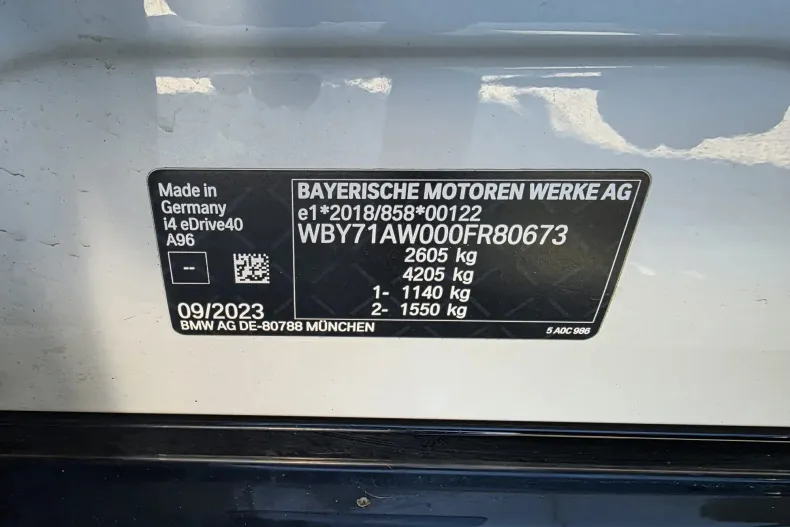 Made in
Germany
i4 eDrive40
A96
--
09/2023
BMW AG DE-80788 MÜNCHEN
BAYERISCHE MOTOREN WERKE AG
e1*2018/858*00122
WBY71AW000FR80673
2605 kg
4205 kg
1- 1140 kg
2- 1550 kg
5 A0C 986